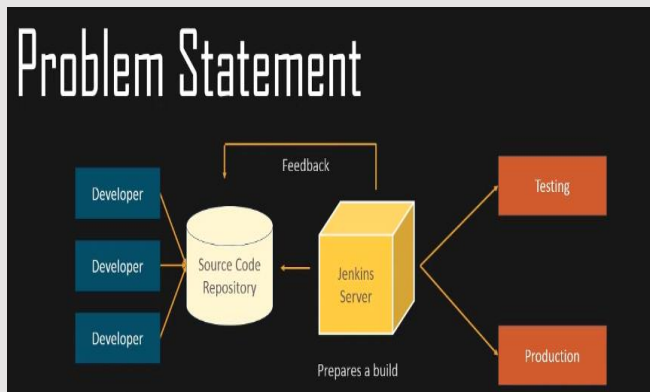 Problem Statement
Feedback
Developer
Developer
Developer
Source Code
Repository
Jenkins
Server
Prepares a build
Testing
Production